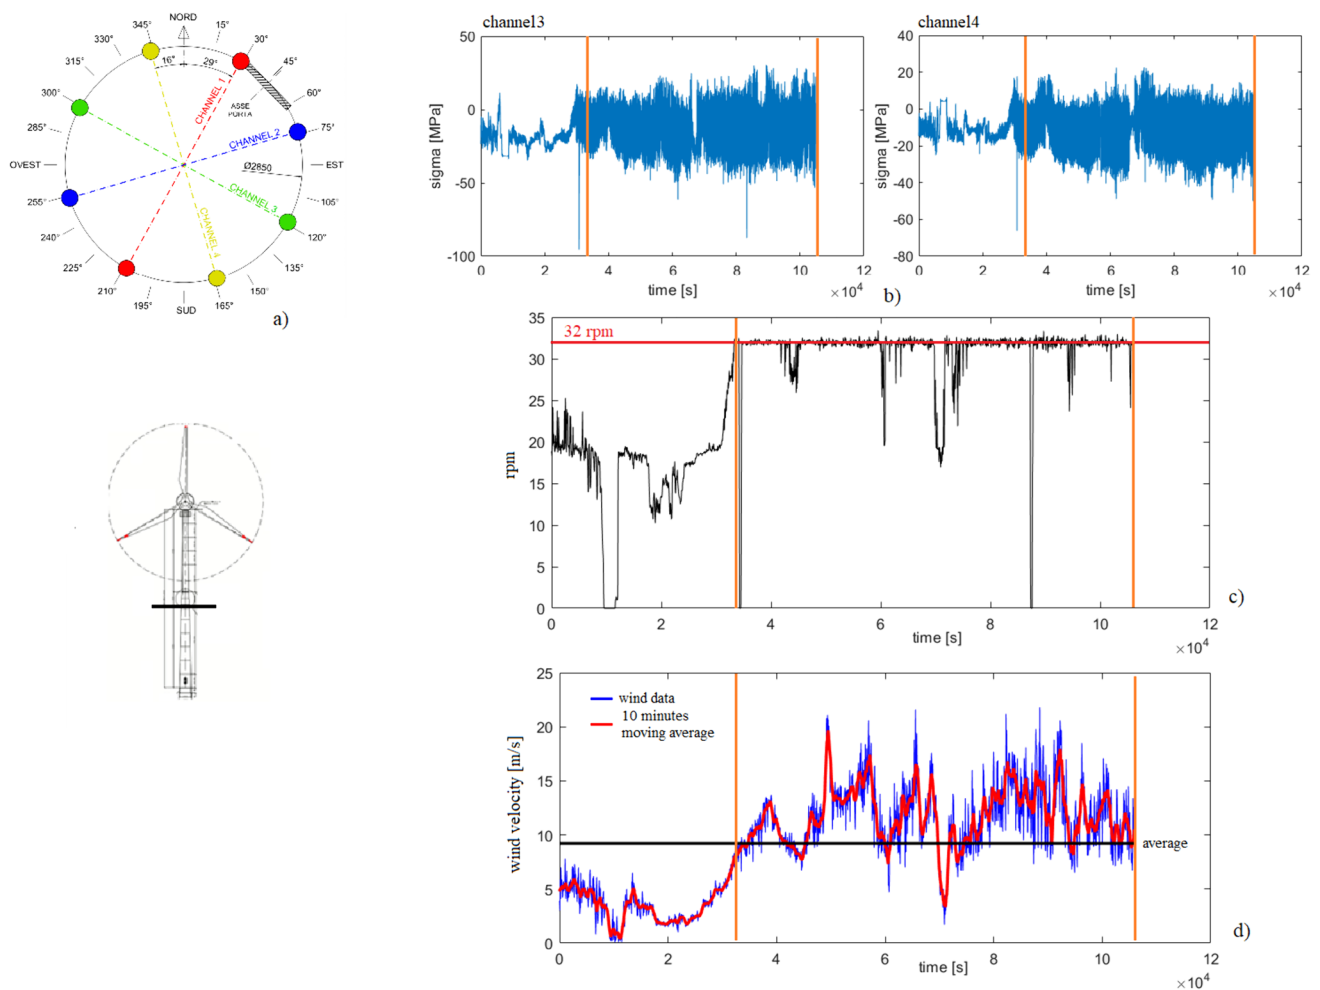 NORD
345°
15°
330°
30°
315°
16°
29°
45°
300°
60°
ASSE
PORTA
CHANNEL 1
285°
CHANNEL 2
75°
OVEST
EST
Ø2850
255°
CHANNEL 3
105°
240°
CHANNEL 4
120°
225°
135°
210°
150°
195°
165°
SUD
a)
channel3
50
0
-50
-100
sigma [MPa]
0 2 4 6 8 10 12
time [s]
×10⁴
channel4
40
20
0
-20
-40
-60
-80
sigma [MPa]
0 2 4 6 8 10 12
time [s]
×10⁴
b)
35
30
25
20
15
10
5
0
32 rpm
rpm
0 2 4 6 8 10 12
time [s]
×10⁴
c)
25
20
15
10
5
0
wind data
10 minutes
moving average
wind velocity [m/s]
average
0 2 4 6 8 10 12
time [s]
×10⁴
d)